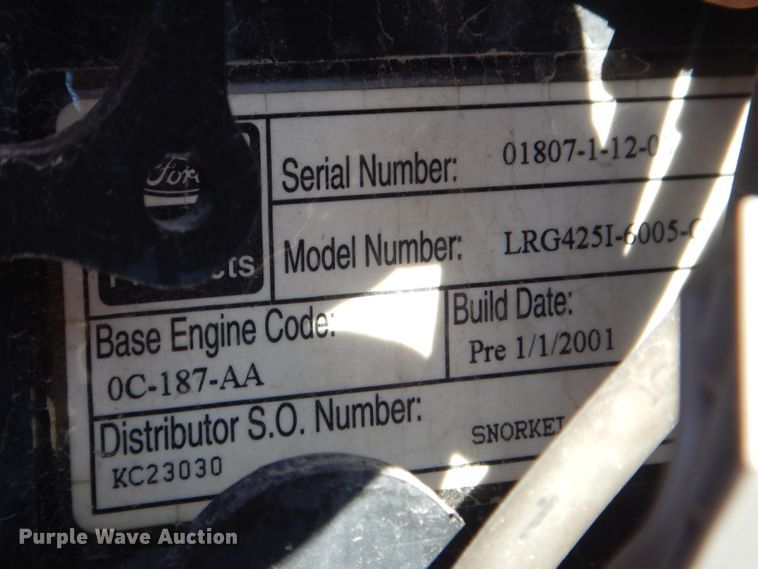 Ford
Serial Number: 01807-1-12-0
Model Number: LRG425I-6005-
Base Engine Code:
0C-187-AA
Build Date:
Pre 1/1/2001
Distributor S.O. Number:
KC23030
SNORKEL
Purple Wave Auction